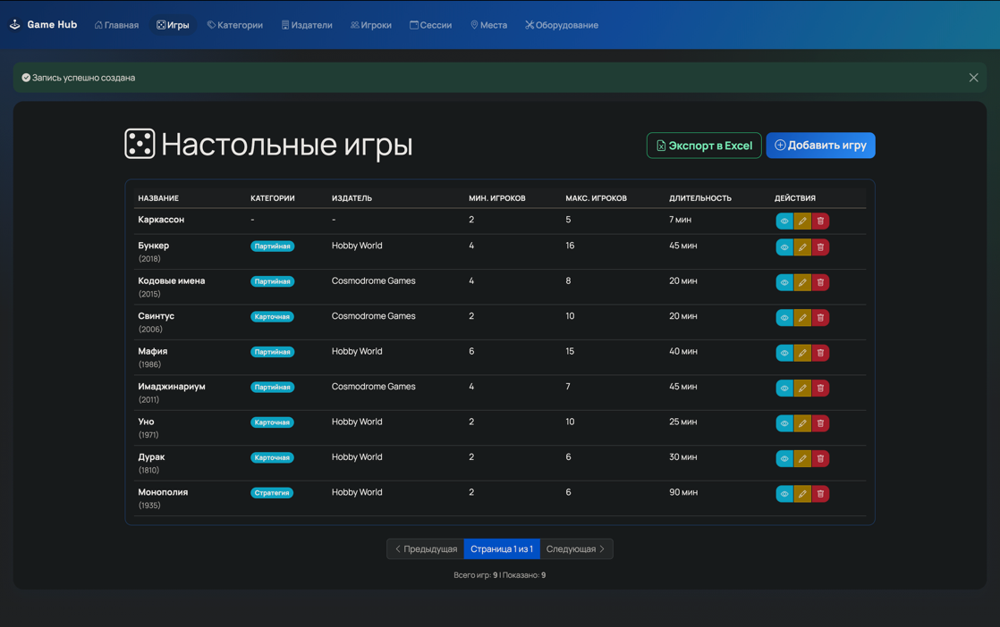 Game Hub Главная Игры Категории Издатели Игроки Сессии Места Оборудование
Запись успешно создана
Настольные игры Экспорт в Excel Добавить игру
НАЗВАНИЕ КАТЕГОРИИ ИЗДАТЕЛЬ МИН. ИГРОКОВ МАКС. ИГРОКОВ ДЛИТЕЛЬНОСТЬ ДЕЙСТВИЯ
Каркассон - - 2 5 7 мин
Бункер Партийная Hobby World 4 16 45 мин
(2018)
Кодовые имена Партийная Cosmodrome Games 4 8 20 мин
(2015)
Свинтус Карточная Cosmodrome Games 2 10 20 мин
(2006)
Мафия Партийная Hobby World 6 15 40 мин
(1986)
Имаджинариум Партийная Cosmodrome Games 4 7 45 мин
(2011)
Уно Карточная Hobby World 2 10 25 мин
(1971)
Дурак Карточная Hobby World 2 6 30 мин
(1810)
Монополия Стратегия Hobby World 2 6 90 мин
(1935)
Предыдущая Страница 1 из 1 Следующая
Всего игр: 9 | Показано: 9